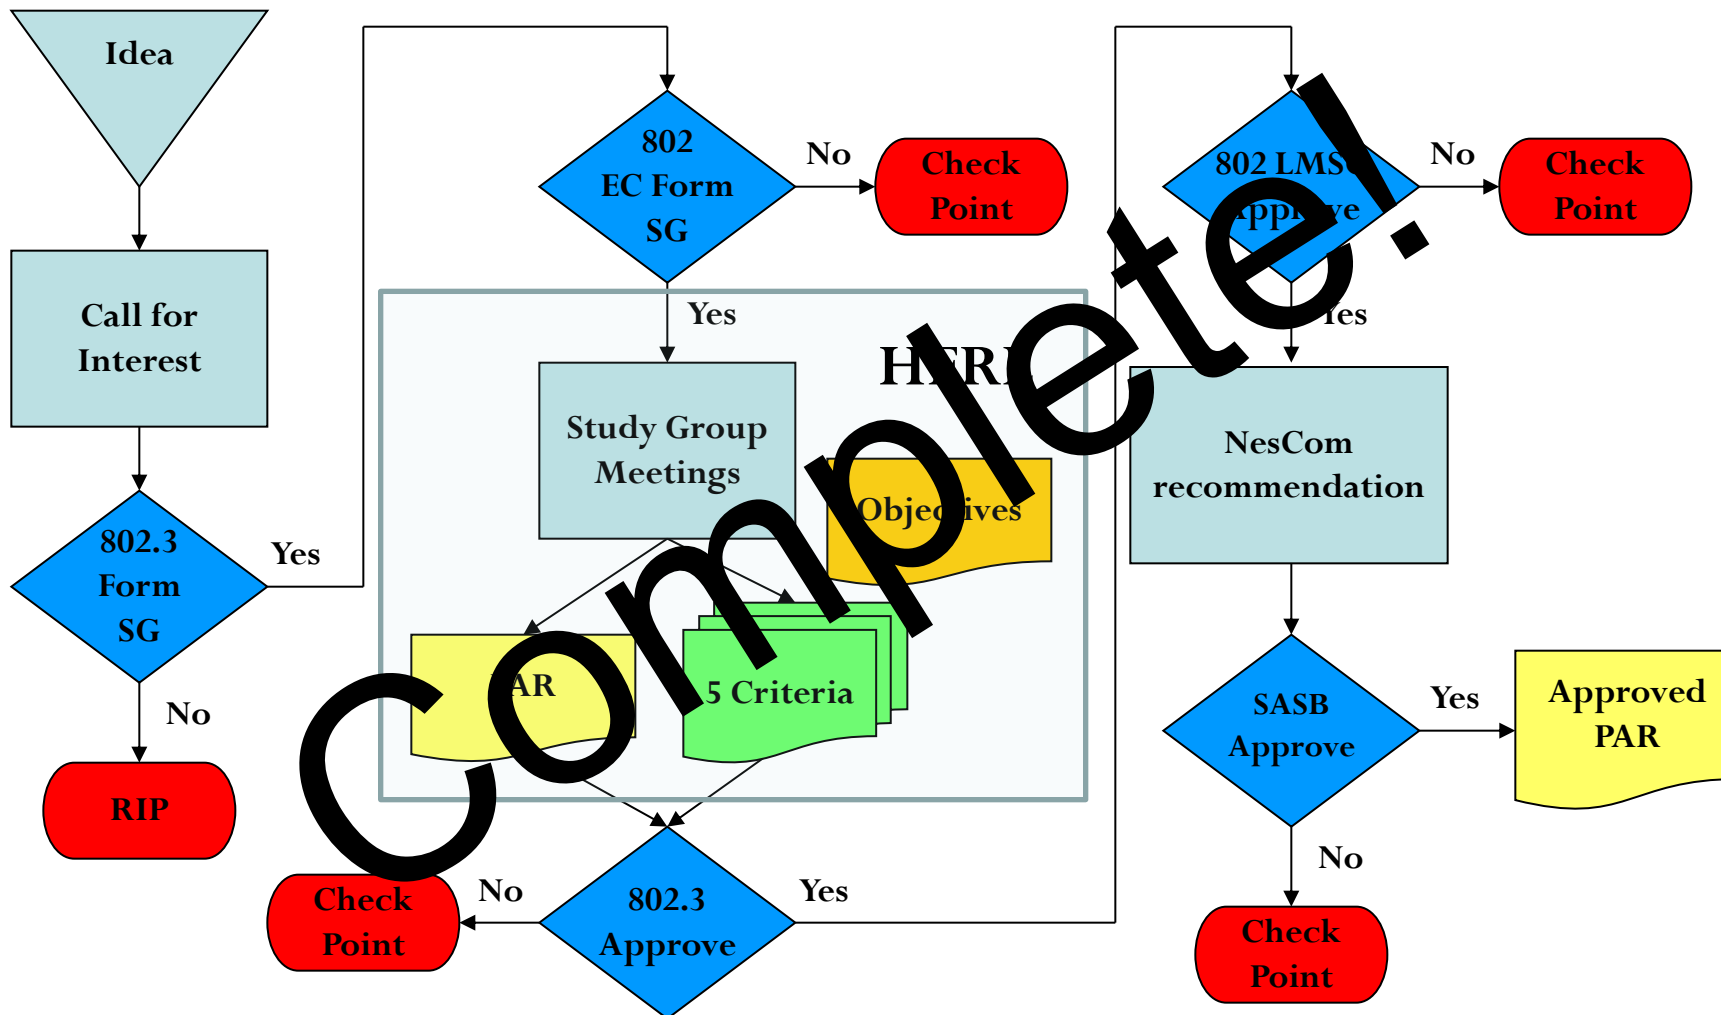 Idea
Call for
Interest
802.3
Form
SG
Yes
No
RIP
802
EC Form
SG
No
Check
Point
Yes
HERE
Study Group
Meetings
Objectives
PAR
5 Criteria
802.3
Approve
No
Check
Point
Yes
802 LMSC
Approve
No
Check
Point
Yes
NesCom
recommendation
SASB
Approve
Yes
Approved
PAR
No
Check
Point
Complete!